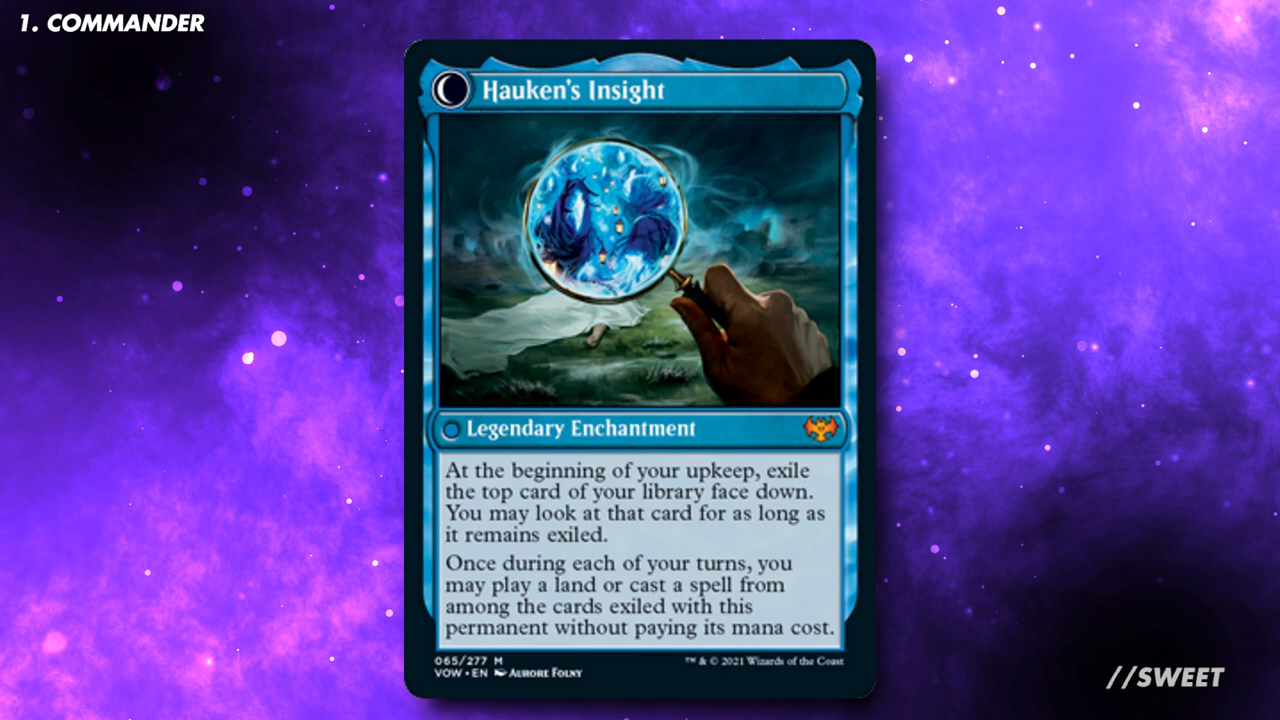 1. COMMANDER
Hauken's Insight
Legendary Enchantment
At the beginning of your upkeep, exile
the top card of your library face down.
You may look at that card for as long as
it remains exiled.
Once during each of your turns, you
may play a land or cast a spell from
among the cards exiled with this
permanent without paying its mana cost.
065/277 M
VOW • EN Aurore Folny
™ & © 2021 Wizards of the Coast
//SWEET